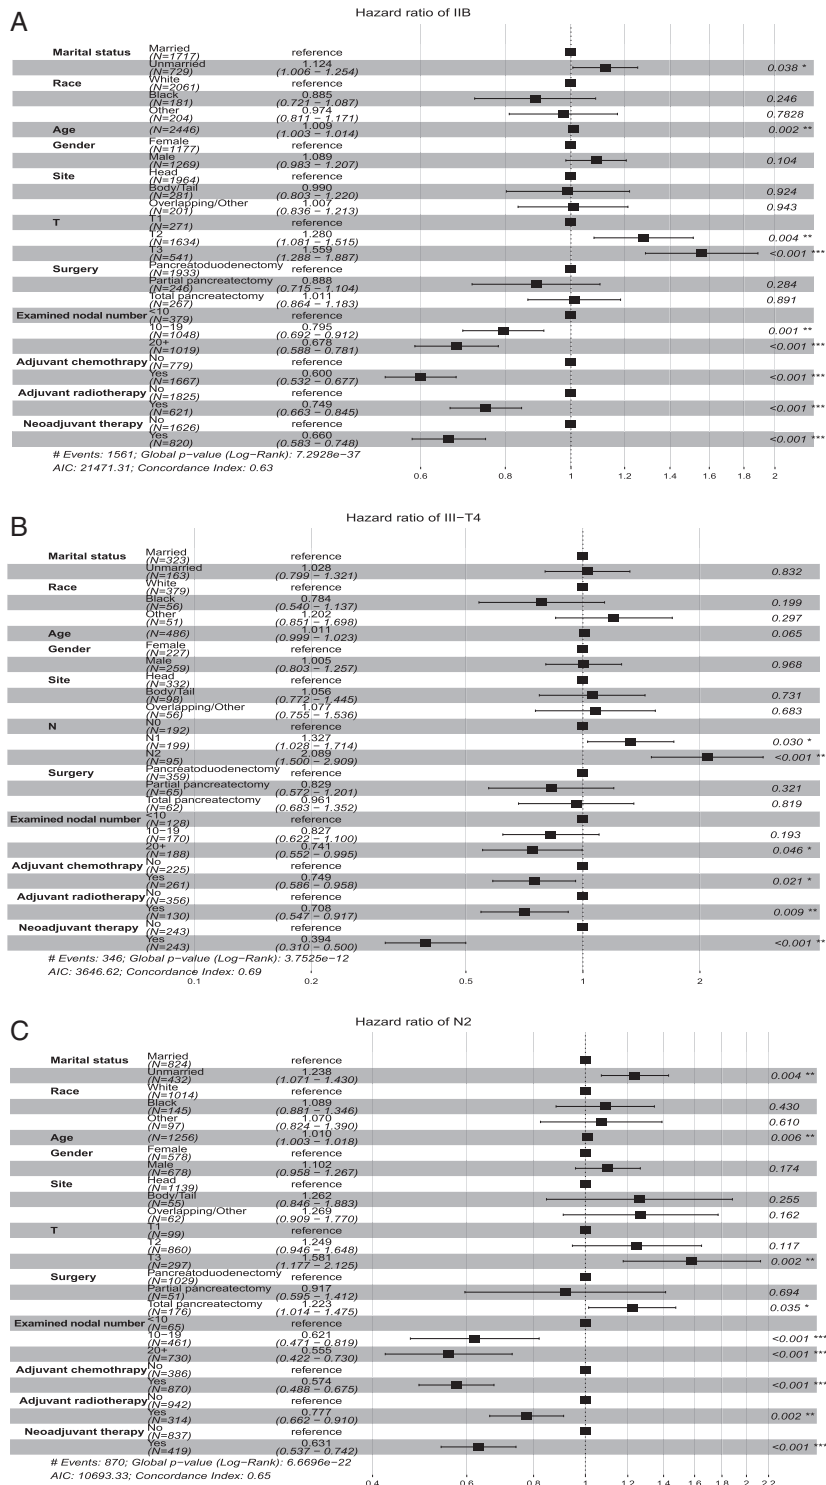 A
Hazard ratio of IIB
Marital status Married (N=1717) reference
Unmarried (N=729) 1.124 (1.006 − 1.254) 0.038 *
Race White (N=2061) reference
Black (N=181) 0.885 (0.721 − 1.087) 0.246
Other (N=204) 0.974 (0.811 − 1.171) 0.7828
Age (N=2446) 1.009 (1.003 − 1.014) 0.002 **
Gender Female (N=1177) reference
Male (N=1269) 1.089 (0.983 − 1.207) 0.104
Site Head (N=1964) reference
Body/Tail (N=281) 0.990 (0.803 − 1.220) 0.924
Overlapping/Other (N=201) 1.007 (0.836 − 1.213) 0.943
T T1 (N=271) reference
T2 (N=1634) 1.280 (1.081 − 1.515) 0.004 **
T3 (N=541) 1.559 (1.288 − 1.887) <0.001 ***
Surgery Pancreatoduodenectomy (N=1933) reference
Partial pancreatectomy (N=246) 0.888 (0.715 − 1.104) 0.284
Total pancreatectomy (N=267) 1.011 (0.864 − 1.183) 0.891
Examined nodal number <10 (N=379) reference
10−19 (N=1048) 0.795 (0.692 − 0.912) 0.001 **
20+ (N=1019) 0.678 (0.588 − 0.781) <0.001 ***
Adjuvant chemothrapy No (N=779) reference
Yes (N=1667) 0.600 (0.532 − 0.677) <0.001 ***
Adjuvant radiotherapy No (N=1825) reference
Yes (N=621) 0.749 (0.663 − 0.845) <0.001 ***
Neoadjuvant therapy No (N=1626) reference
Yes (N=820) 0.660 (0.583 − 0.748) <0.001 ***
# Events: 1561; Global p−value (Log−Rank): 7.2928e−37
AIC: 21471.31; Concordance Index: 0.63
0.6 0.8 1 1.2 1.4 1.6 1.8 2
B
Hazard ratio of III−T4
Marital status Married (N=323) reference
Unmarried (N=163) 1.028 (0.799 − 1.321) 0.832
Race White (N=379) reference
Black (N=56) 0.784 (0.540 − 1.137) 0.199
Other (N=51) 1.202 (0.851 − 1.698) 0.297
Age (N=486) 1.011 (0.999 − 1.023) 0.065
Gender Female (N=227) reference
Male (N=259) 1.005 (0.803 − 1.257) 0.968
Site Head (N=332) reference
Body/Tail (N=98) 1.056 (0.772 − 1.445) 0.731
Overlapping/Other (N=56) 1.077 (0.755 − 1.536) 0.683
N N0 (N=192) reference
N1 (N=199) 1.327 (1.028 − 1.714) 0.030 *
N2 (N=95) 2.089 (1.500 − 2.909) <0.001 **
Surgery Pancreatoduodenectomy (N=359) reference
Partial pancreatectomy (N=65) 0.829 (0.572 − 1.201) 0.321
Total pancreatectomy (N=62) 0.961 (0.683 − 1.352) 0.819
Examined nodal number <10 (N=128) reference
10−19 (N=170) 0.827 (0.622 − 1.100) 0.193
20+ (N=188) 0.741 (0.552 − 0.995) 0.046 *
Adjuvant chemothrapy No (N=225) reference
Yes (N=261) 0.749 (0.586 − 0.958) 0.021 *
Adjuvant radiotherapy No (N=356) reference
Yes (N=130) 0.708 (0.547 − 0.917) 0.009 **
Neoadjuvant therapy No (N=243) reference
Yes (N=243) 0.394 (0.310 − 0.500) <0.001 **
# Events: 346; Global p−value (Log−Rank): 3.7525e−12
AIC: 3646.62; Concordance Index: 0.69
0.1 0.2 0.5 1 2
C
Hazard ratio of N2
Marital status Married (N=824) reference
Unmarried (N=432) 1.238 (1.071 − 1.430) 0.004 **
Race White (N=1014) reference
Black (N=145) 1.089 (0.881 − 1.346) 0.430
Other (N=97) 1.070 (0.824 − 1.390) 0.610
Age (N=1256) 1.010 (1.003 − 1.018) 0.006 **
Gender Female (N=578) reference
Male (N=678) 1.102 (0.958 − 1.267) 0.174
Site Head (N=1139) reference
Body/Tail (N=55) 1.262 (0.846 − 1.883) 0.255
Overlapping/Other (N=62) 1.269 (0.909 − 1.770) 0.162
T T1 (N=99) reference
T2 (N=860) 1.249 (0.946 − 1.648) 0.117
T3 (N=297) 1.581 (1.177 − 2.125) 0.002 **
Surgery Pancreatoduodenectomy (N=1029) reference
Partial pancreatectomy (N=51) 0.917 (0.595 − 1.412) 0.694
Total pancreatectomy (N=176) 1.223 (1.014 − 1.475) 0.035 *
Examined nodal number <10 (N=65) reference
10−19 (N=461) 0.621 (0.471 − 0.819) <0.001 ***
20+ (N=730) 0.555 (0.422 − 0.730) <0.001 ***
Adjuvant chemothrapy No (N=386) reference
Yes (N=870) 0.574 (0.488 − 0.675) <0.001 ***
Adjuvant radiotherapy No (N=942) reference
Yes (N=314) 0.777 (0.662 − 0.910) 0.002 **
Neoadjuvant therapy No (N=837) reference
Yes (N=419) 0.631 (0.537 − 0.742) <0.001 ***
# Events: 870; Global p−value (Log−Rank): 6.6696e−22
AIC: 10693.33; Concordance Index: 0.65
0.4 0.6 0.8 1 1.2 1.4 1.6 1.8 2 2.2